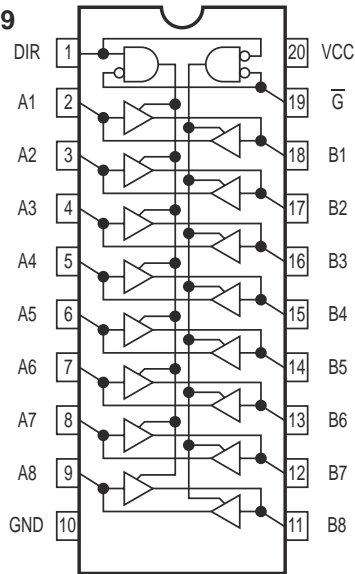 9
DIR 1 20 VCC
A1 2 19 G̅
A2 3 18 B1
A3 4 17 B2
A4 5 16 B3
A5 6 15 B4
A6 7 14 B5
A7 8 13 B6
A8 9 12 B7
GND 10 11 B8